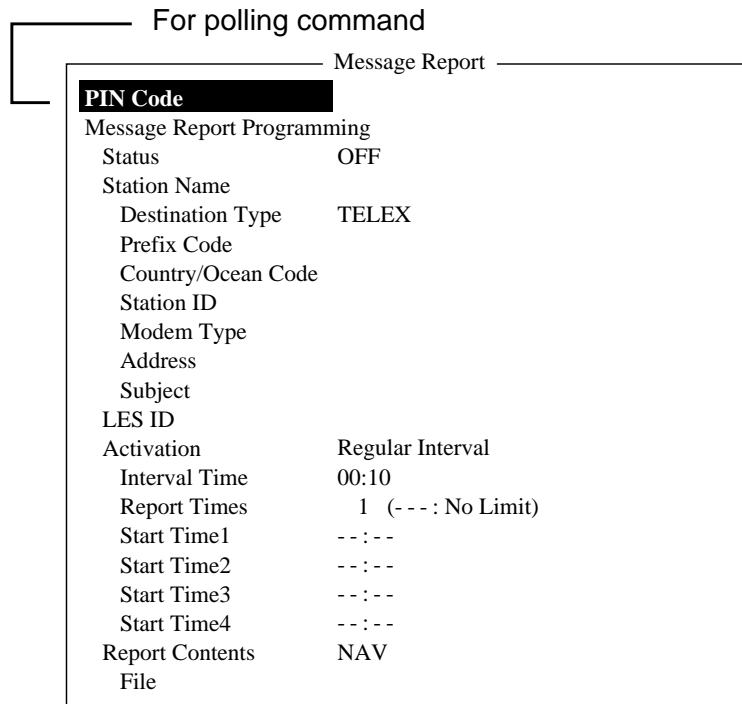 For polling command
Message Report
PIN Code
Message Report Programming
Status OFF
Station Name
Destination Type TELEX
Prefix Code
Country/Ocean Code
Station ID
Modem Type
Address
Subject
LES ID
Activation Regular Interval
Interval Time 00:10
Report Times 1 (- - - : No Limit)
Start Time1 - - : - -
Start Time2 - - : - -
Start Time3 - - : - -
Start Time4 - - : - -
Report Contents NAV
File